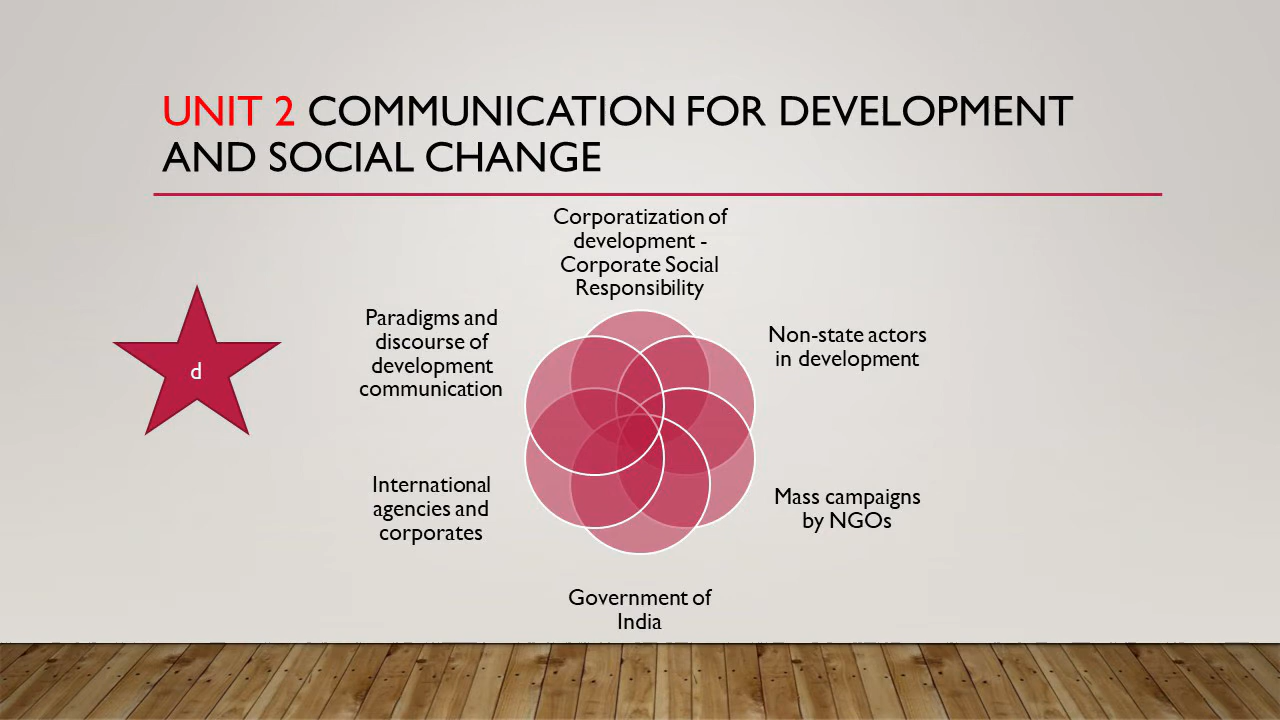 UNIT 2 COMMUNICATION FOR DEVELOPMENT
AND SOCIAL CHANGE
Corporatization of
development -
Corporate Social
Responsibility
Non-state actors
in development
Mass campaigns
by NGOs
Government of
India
International
agencies and
corporates
Paradigms and
discourse of
development
communication
d